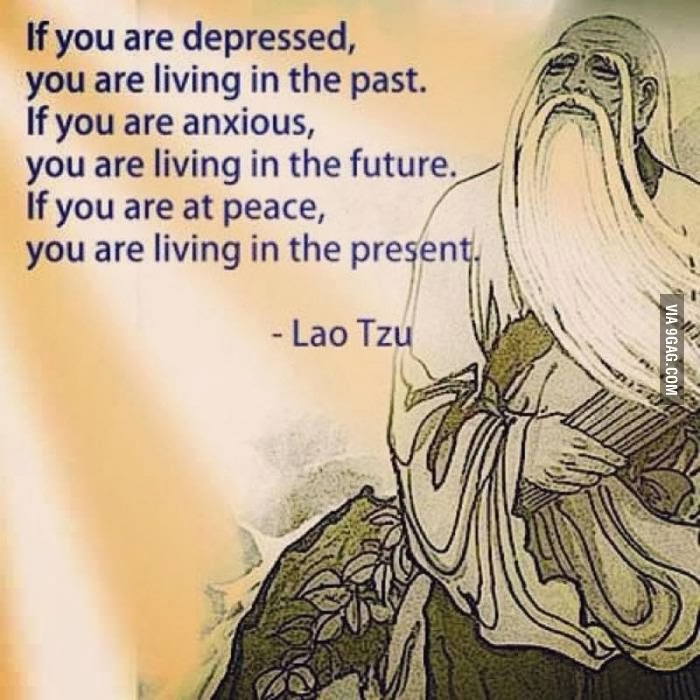 If you are depressed,
you are living in the past.
If you are anxious,
you are living in the future.
If you are at peace,
you are living in the present.
- Lao Tzu
VIA 9GAG.COM